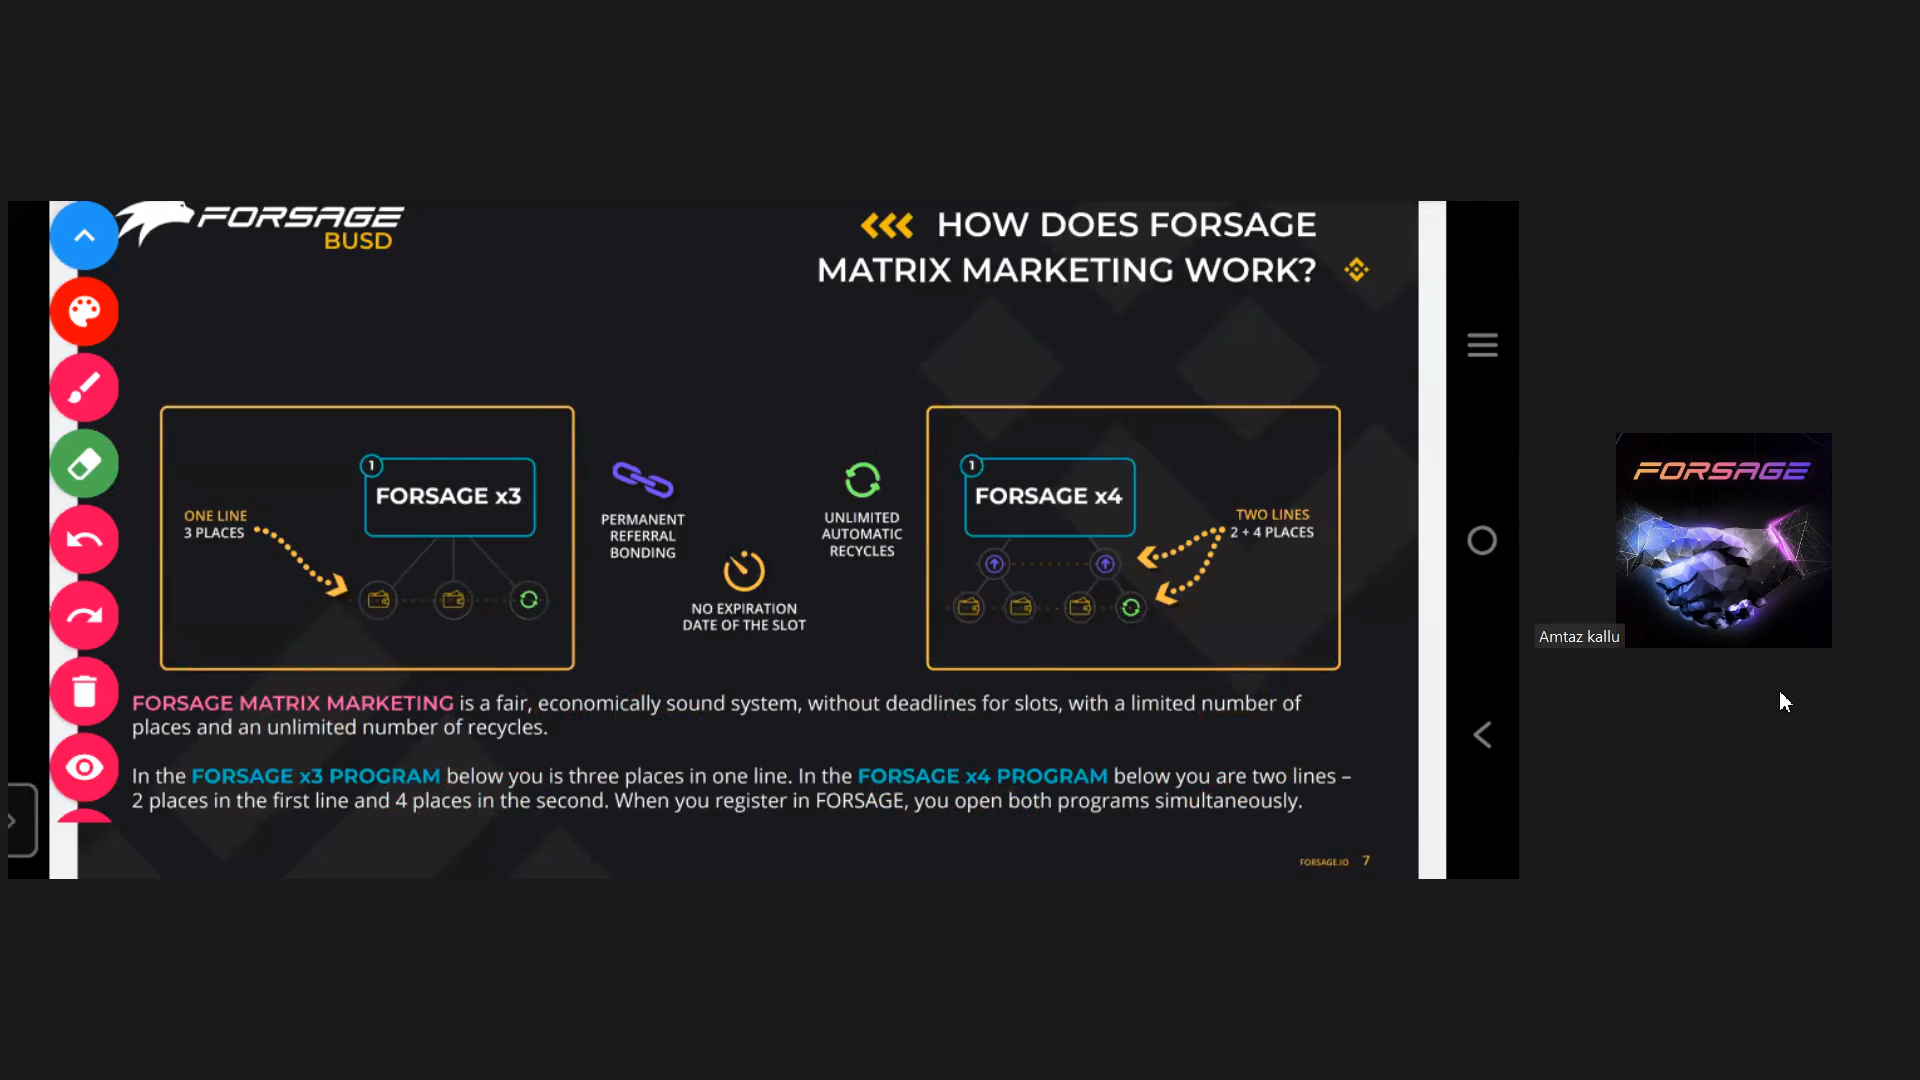 FORSAGE
BUSD
HOW DOES FORSAGE
MATRIX MARKETING WORK?
1
FORSAGE x3
ONE LINE
3 PLACES
PERMANENT
REFERRAL
BONDING
NO EXPIRATION
DATE OF THE SLOT
UNLIMITED
AUTOMATIC
RECYCLES
1
FORSAGE x4
TWO LINES
2 + 4 PLACES
FORSAGE MATRIX MARKETING is a fair, economically sound system, without deadlines for slots, with a limited number of
places and an unlimited number of recycles.
In the FORSAGE x3 PROGRAM below you is three places in one line. In the FORSAGE x4 PROGRAM below you are two lines –
2 places in the first line and 4 places in the second. When you register in FORSAGE, you open both programs simultaneously.
FORSAGE.IO 7
FORSAGE
Amtaz kallu